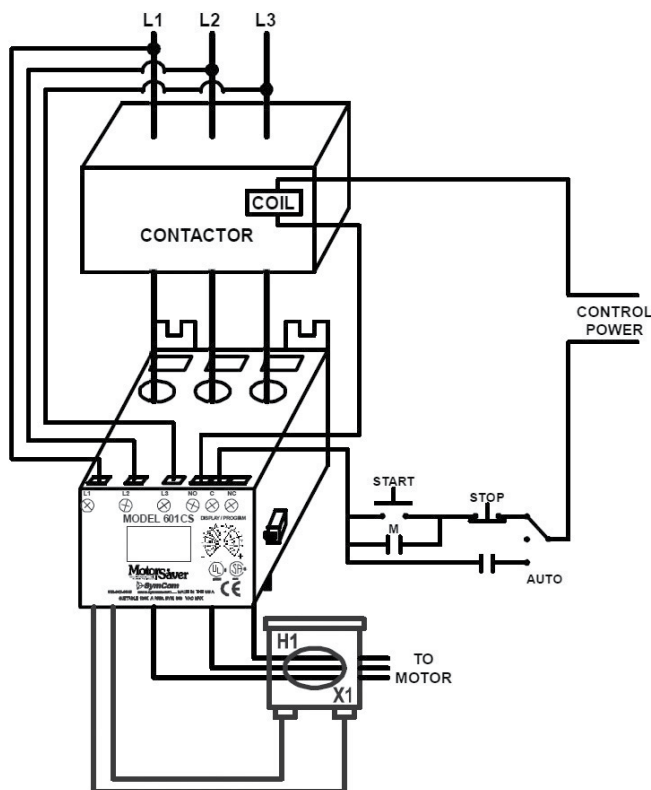 L1 L2 L3
COIL
CONTACTOR
CONTROL
POWER
L1 L2 L3 NO C NC
MODEL 601CS DISPLAY / PROGRAM
START
STOP
M
AUTO
MotorSaver
SymCom
UL
CE
H1
X1
TO
MOTOR